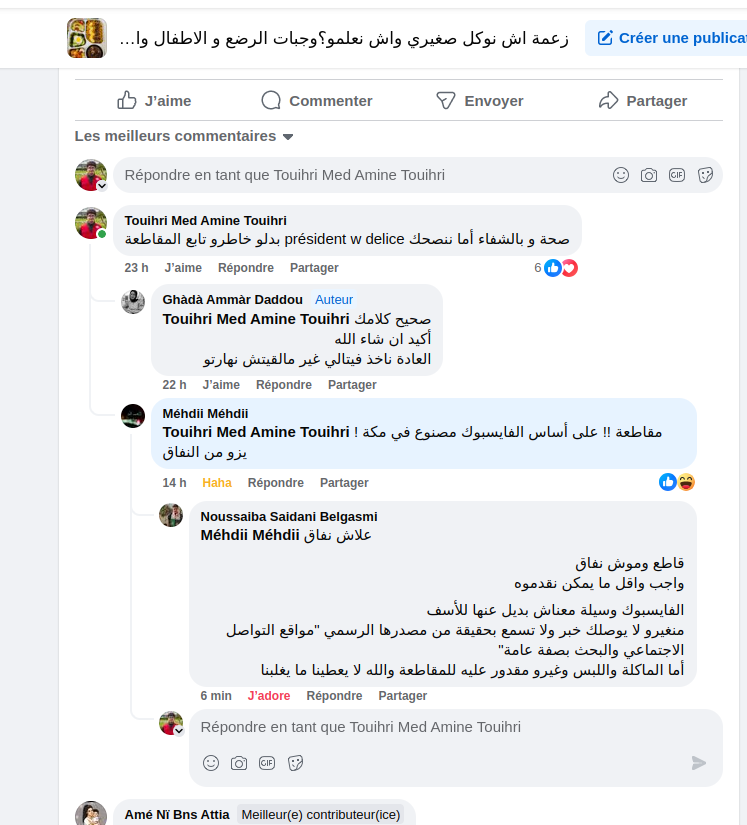 زعمة اش نوكل صغيري واش نعلمو؟وجبات الرضع و الاطفال وا...
Créer une publicat
J’aime
Commenter
Envoyer
Partager
Les meilleurs commentaires
Répondre en tant que Touihri Med Amine Touihri
Touihri Med Amine Touihri
صحة و بالشفاء أما ننصحك président w delice بدلو خاطرو تابع المقاطعة
23 h J’aime Répondre Partager 6
Ghàdà Ammàr Daddou Auteur
Touihri Med Amine Touihri صحيح كلامك
أكيد ان شاء الله
العادة ناخذ فيتالي غير مالقيتش نهارتو
22 h J’aime Répondre Partager
Méhdii Méhdii
Touihri Med Amine Touihri مقاطعة !! على أساس الفايسبوك مصنوع في مكة !
يزو من النفاق
14 h Haha Répondre Partager
Noussaiba Saidani Belgasmi
Méhdii Méhdii علاش نفاق
قاطع وموش نفاق
واجب واقل ما يمكن نقدموه
الفايسبوك وسيلة معناش بديل عنها للأسف
منغيرو لا يوصلك خبر ولا تسمع بحقيقة من مصدرها الرسمي "مواقع التواصل
الاجتماعي والبحث بصفة عامة"
أما الماكلة واللبس وغيرو مقدور عليه للمقاطعة والله لا يعطينا ما يغلبنا
6 min J’adore Répondre Partager
Répondre en tant que Touihri Med Amine Touihri
Amé Nï Bns Attia Meilleur(e) contributeur(ice)